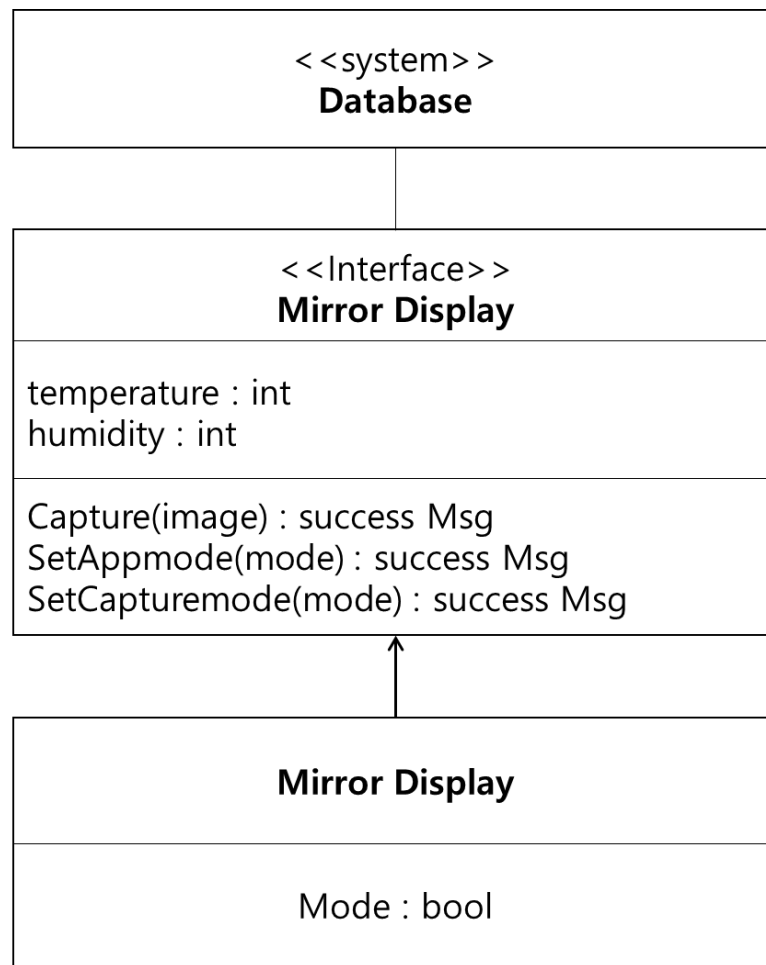 <<system>>
Database
<<Interface>>
Mirror Display
temperature : int
humidity : int
Capture(image) : success Msg
SetAppmode(mode) : success Msg
SetCapturemode(mode) : success Msg
Mirror Display
Mode : bool